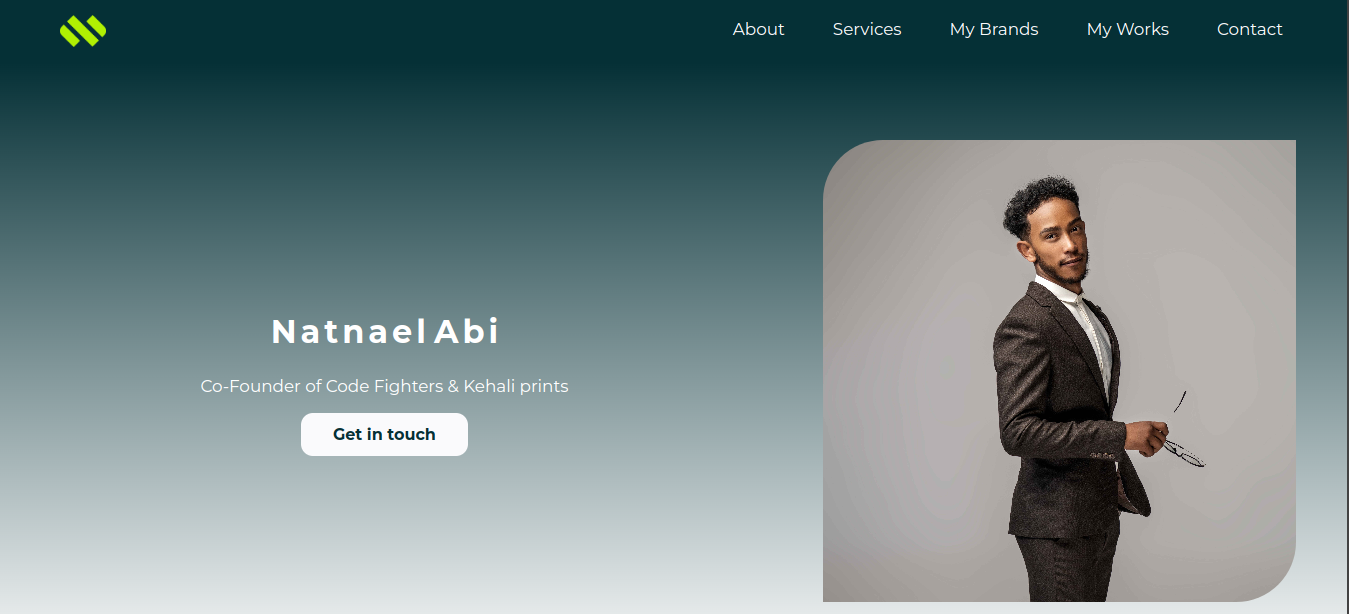 About Services My Brands My Works Contact
Natnael Abi
Co-Founder of Code Fighters & Kehali prints
Get in touch